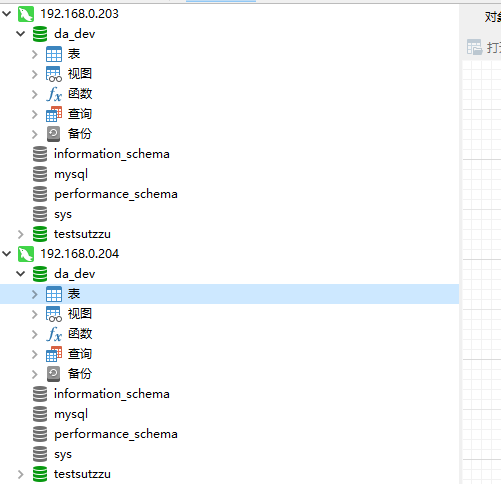 192.168.0.203
da_dev
表
视图
fx 函数
查询
备份
information_schema
mysql
performance_schema
sys
testsutzzu
192.168.0.204
da_dev
表
视图
fx 函数
查询
备份
information_schema
mysql
performance_schema
sys
testsutzzu
对
打